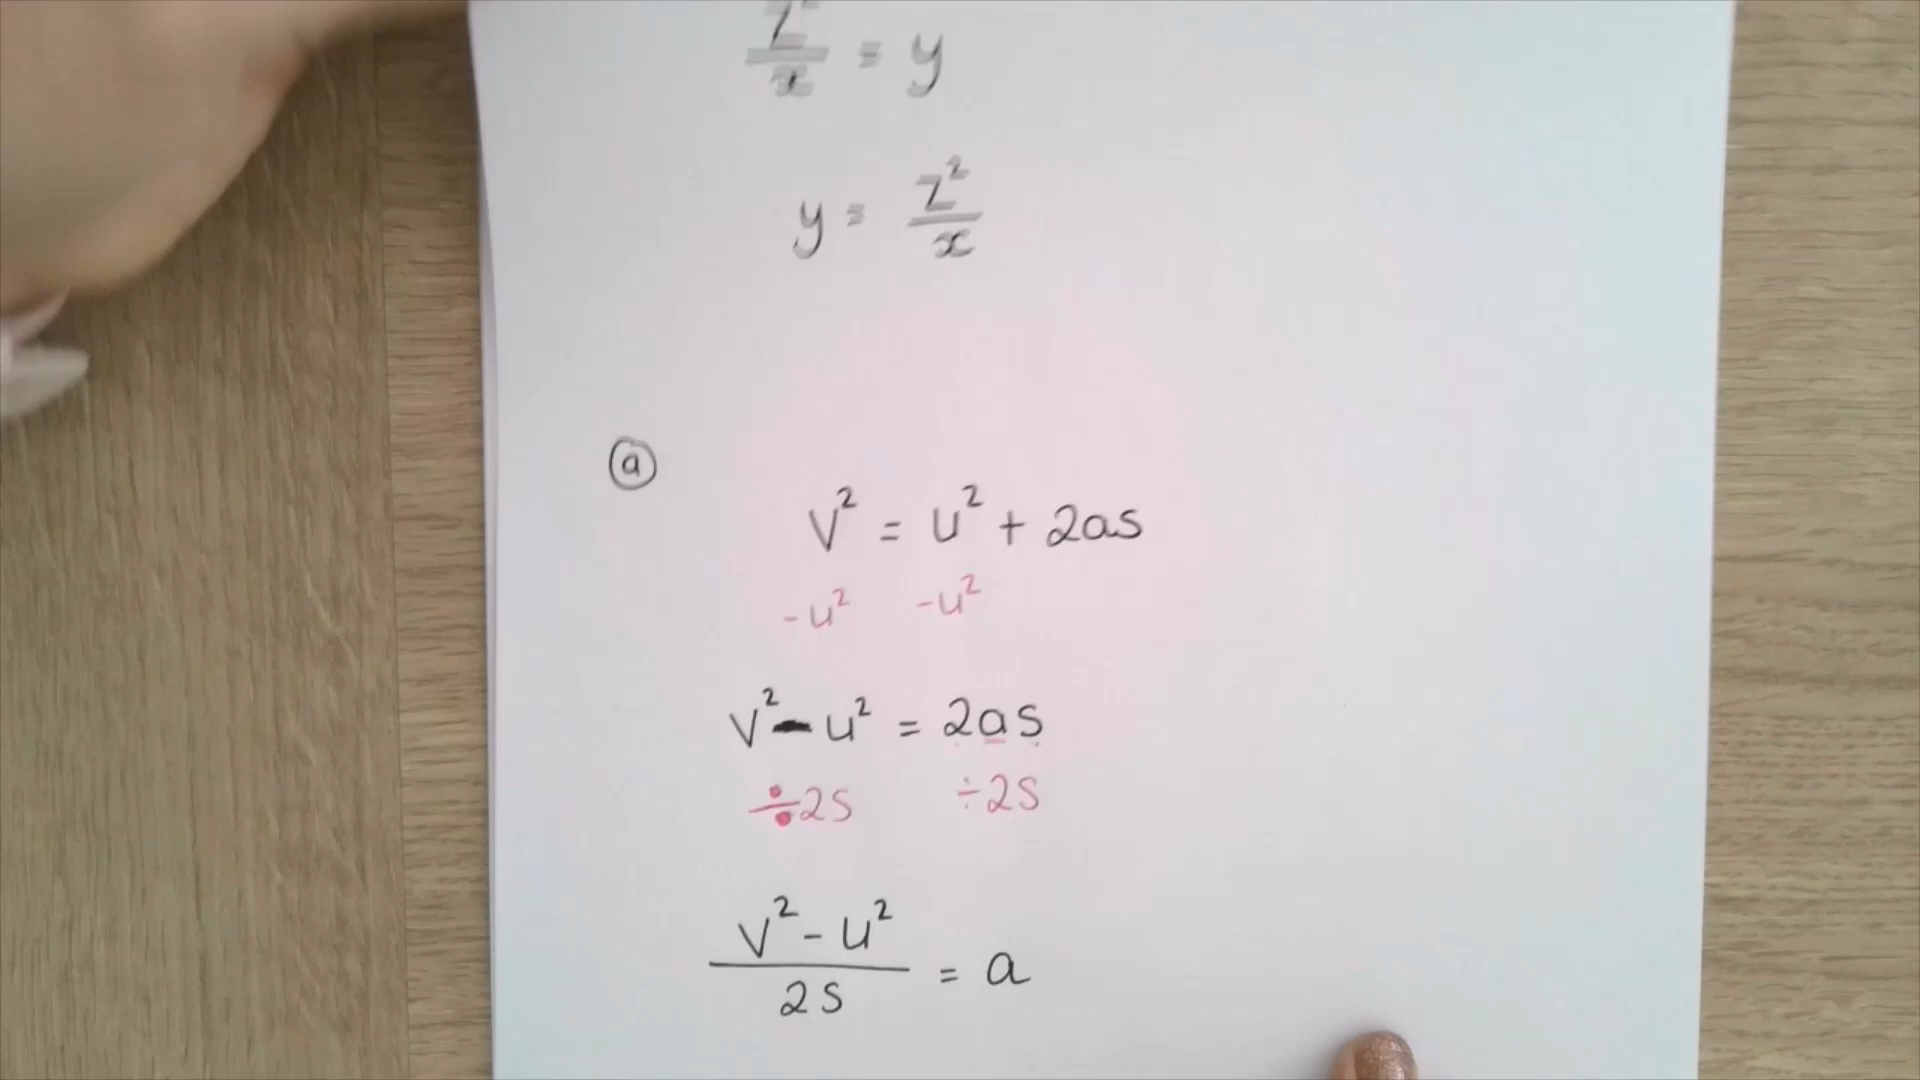 z²/x = y
y = z²/x
ⓐ
v² = u² + 2as
-u² -u²
v² - u² = 2as
÷2s ÷2s
v² - u²/2s = a